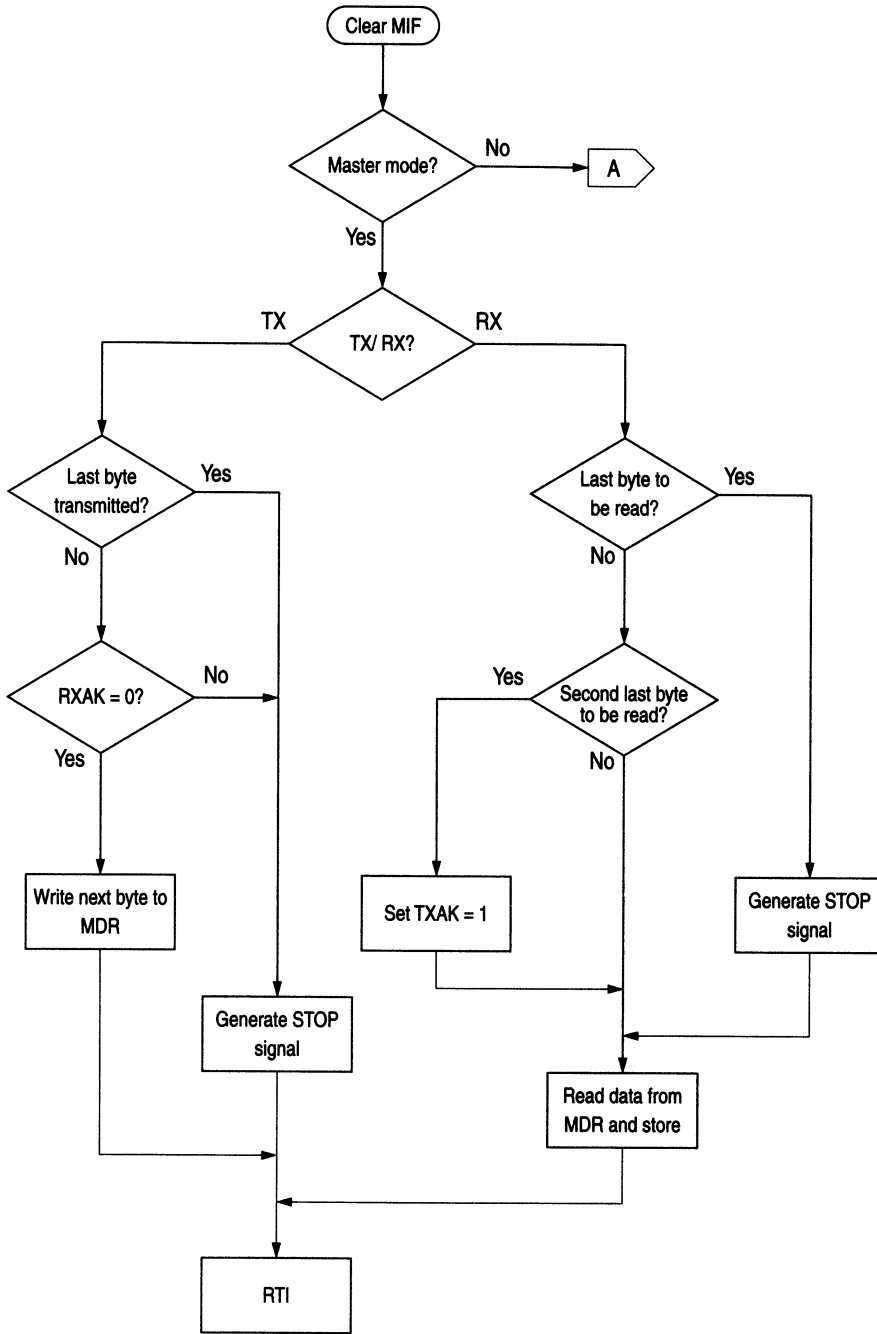 Clear MIF
Master mode?
No
A
Yes
TX
TX/ RX?
RX
Last byte
transmitted?
Yes
No
Last byte to
be read?
Yes
No
RXAK = 0?
No
Yes
Yes
Second last byte
to be read?
No
Write next byte to
MDR
Set TXAK = 1
Generate STOP
signal
Generate STOP
signal
Read data from
MDR and store
RTI